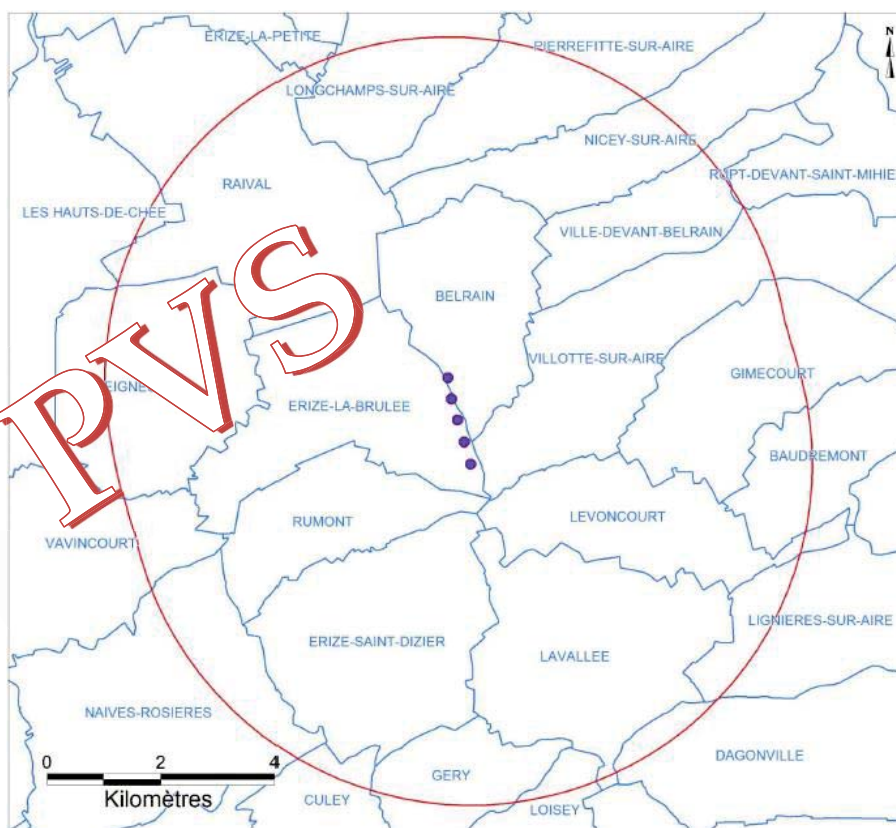 ERIZE-LA-PETITE
N
PIERREFITTE-SUR-AIRE
LONGCHAMPS-SUR-AIRE
NICEY-SUR-AIRE
RAIVAL
RUPT-DEVANT-SAINT-MIHIE
LES HAUTS-DE-CHEE
VILLE-DEVANT-BELRAIN
BELRAIN
PVS
VILLOTTE-SUR-AIRE
GIMECOURT
EIGNE
ERIZE-LA-BRULEE
BAUDREMONT
RUMONT
LEVONCOURT
VAVINCOURT
LIGNIERES-SUR-AIRE
ERIZE-SAINT-DIZIER
LAVALLEE
NAIVES-ROSIERES
DAGONVILLE
0 2 4
Kilomètres
GERY
CULEY
LOISEY